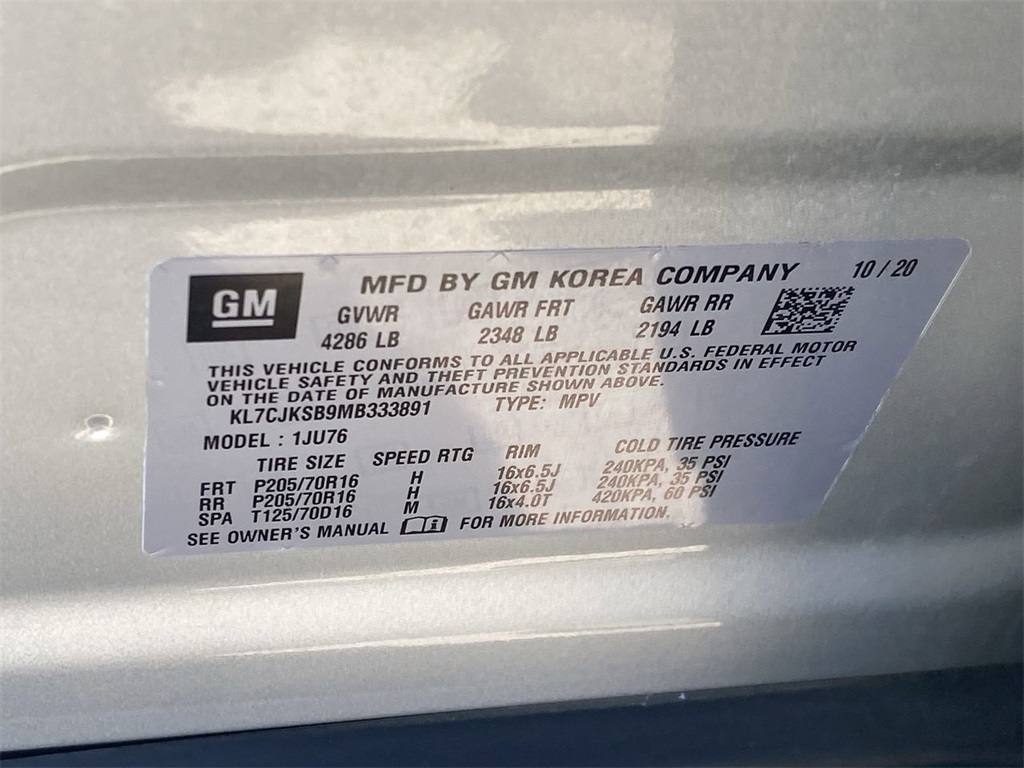 GM
MFD BY GM KOREA COMPANY 10/20
GVWR GAWR FRT GAWR RR
4286 LB 2348 LB 2194 LB
THIS VEHICLE CONFORMS TO ALL APPLICABLE U.S. FEDERAL MOTOR
VEHICLE SAFETY AND THEFT PREVENTION STANDARDS IN EFFECT
ON THE DATE OF MANUFACTURE SHOWN ABOVE.
KL7CJKSB9MB333891 TYPE: MPV
MODEL : 1JU76
TIRE SIZE SPEED RTG RIM COLD TIRE PRESSURE
FRT P205/70R16 H 16x6.5J 240KPA, 35 PSI
RR P205/70R16 H 16x6.5J 240KPA, 35 PSI
SPA T125/70D16 M 16x4.0T 420KPA, 60 PSI
SEE OWNER'S MANUAL FOR MORE INFORMATION.